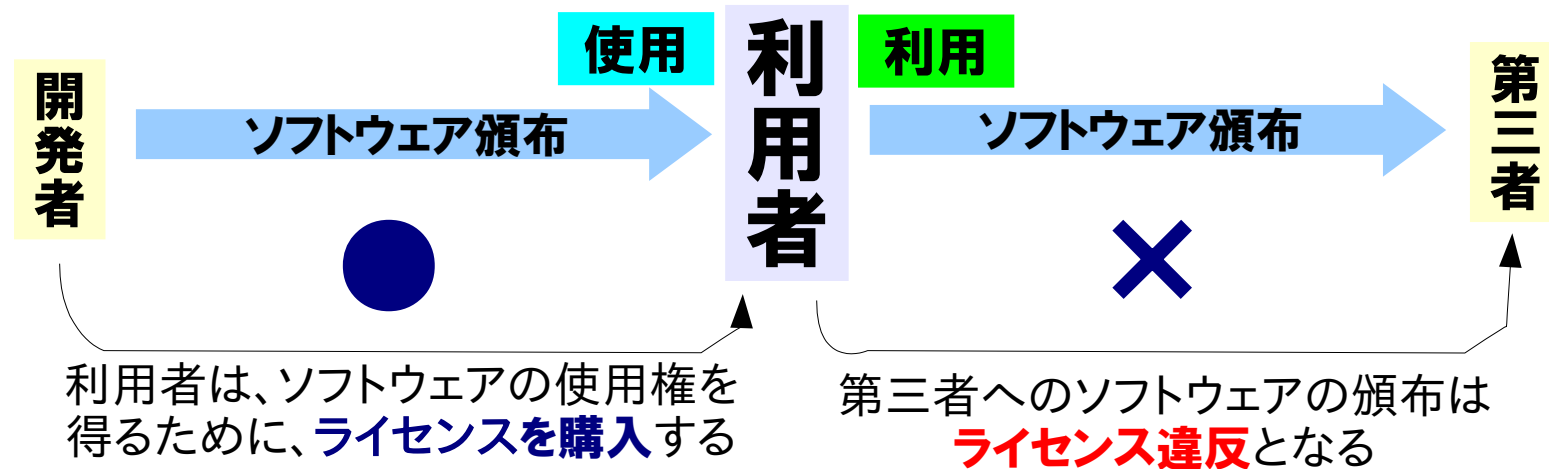 開発者
ソフトウェア頒布
使用
利用者
利用
ソフトウェア頒布
第三者
利用者は、ソフトウェアの使用権を
得るために、ライセンスを購入する
第三者へのソフトウェアの頒布は
ライセンス違反となる